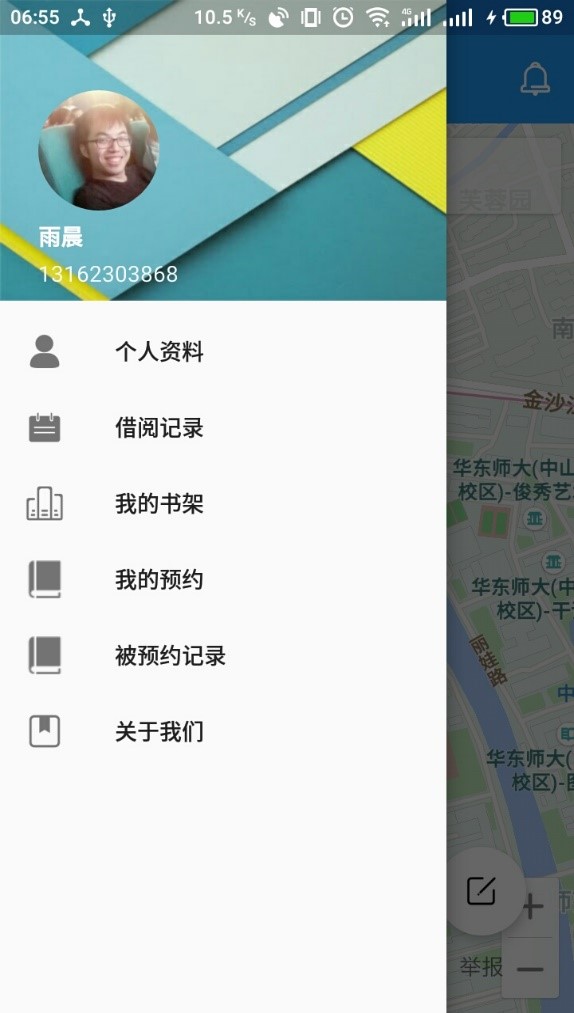 06:55 10.5 K/s 4G 89
芙蓉园
雨晨
13162303868
南
个人资料
金沙江
借阅记录
华东师大(中山
校区)-俊秀艺
我的书架
我的预约
华东师大(中
校区)-干
被预约记录
丽娃路
中
关于我们
华东师大(
校区)-图
师
举报